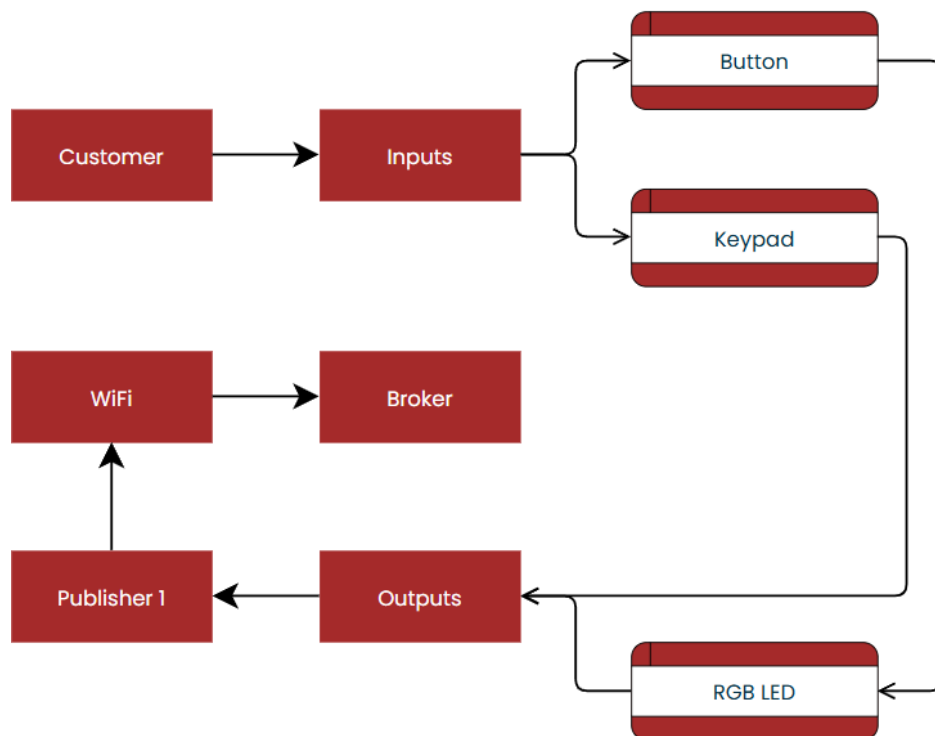 Button
Customer
Inputs
Keypad
WiFi
Broker
Publisher 1
Outputs
RGB LED